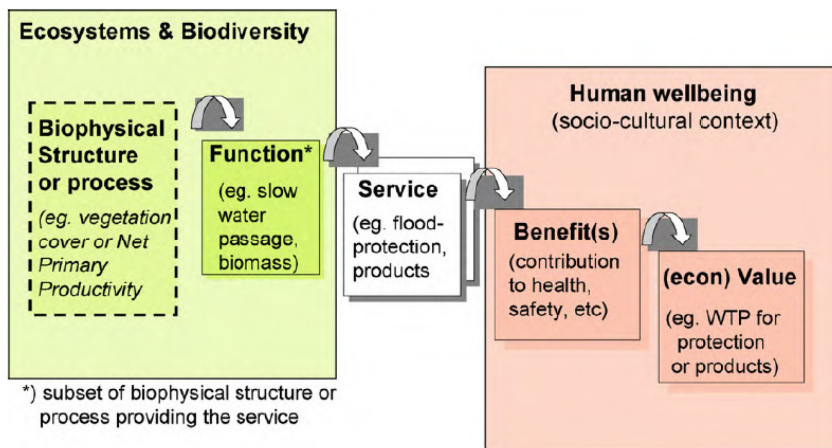 Ecosystems & Biodiversity
Biophysical
Structure
or process
(eg. vegetation
cover or Net
Primary
Productivity
Function*
(eg. slow
water
passage,
biomass)
Service
(eg. flood-
protection,
products
Human wellbeing
(socio-cultural context)
Benefit(s)
(contribution
to health,
safety, etc)
(econ) Value
(eg. WTP for
protection
or products)
*) subset of biophysical structure or
process providing the service